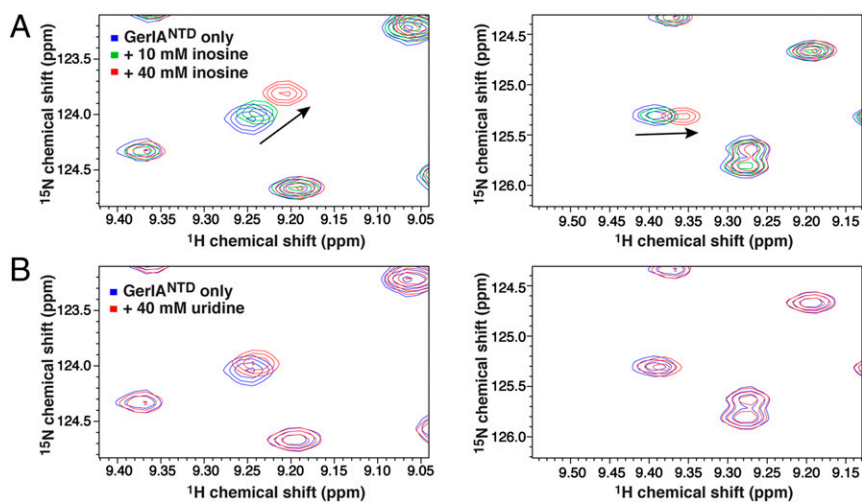 A
GerIANTD only
+ 10 mM inosine
+ 40 mM inosine
15N chemical shift (ppm)
123.5
124.0
124.5
9.40 9.35 9.30 9.25 9.20 9.15 9.10 9.05
1H chemical shift (ppm)
15N chemical shift (ppm)
124.5
125.0
125.5
126.0
9.50 9.45 9.40 9.35 9.30 9.25 9.20 9.15
1H chemical shift (ppm)
B
GerIANTD only
+ 40 mM uridine
15N chemical shift (ppm)
123.5
124.0
124.5
9.40 9.35 9.30 9.25 9.20 9.15 9.10 9.05
1H chemical shift (ppm)
15N chemical shift (ppm)
124.5
125.0
125.5
126.0
9.50 9.45 9.40 9.35 9.30 9.25 9.20 9.15
1H chemical shift (ppm)